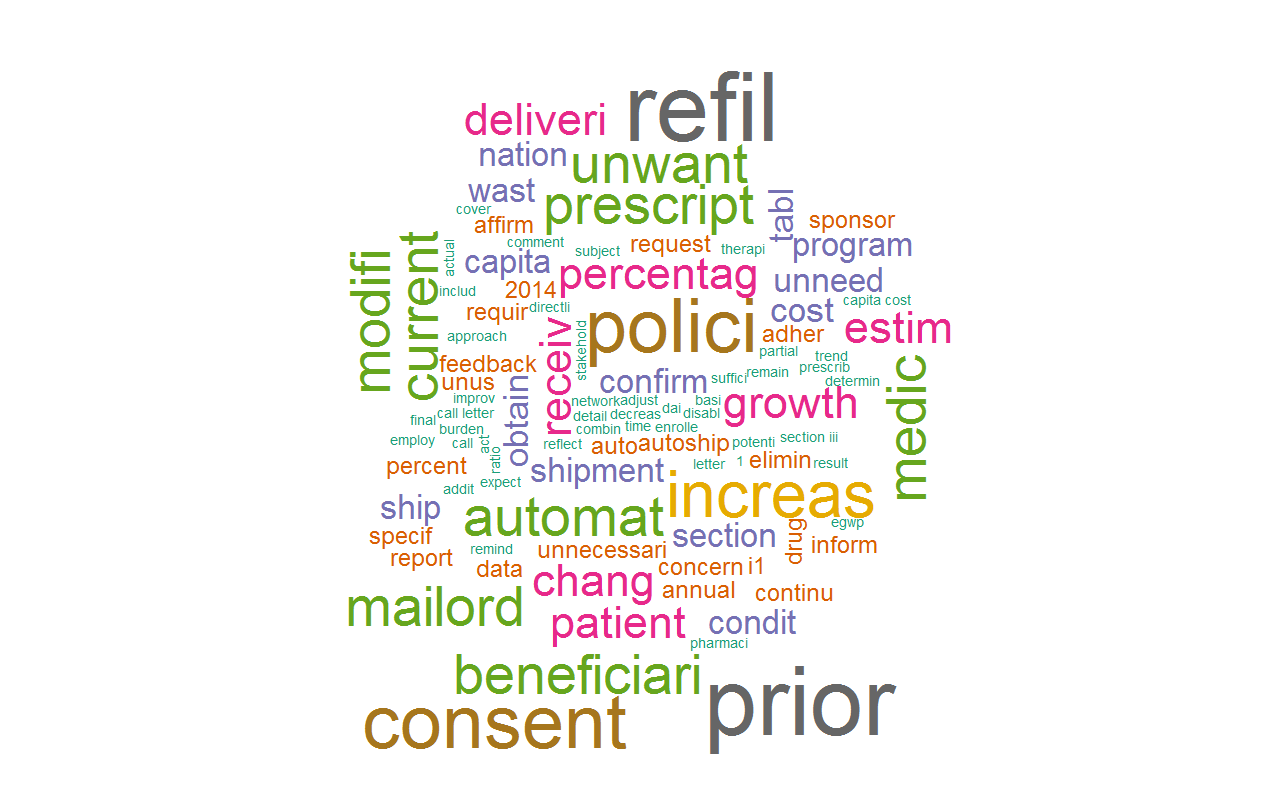 refil
deliveri
nation
unwant
wast
prescript
tabl
cover
affirm
sponsor
comment
subject
request
therapi
program
actual
capita
percentag
unneed
modifi
current
includ
2014
requir
directli
polici
cost
capita cost
adher
estim
approach
receiv
stakehold
partial
trend
feedback
unus
obtain
confirm
suffici
remain
prescrib
determin
medic
improv
network
adjust
basi
growth
final
call letter
detail
decreas
dai
disabl
burden
combin
time
enrolle
employ
call
act
reflect
auto
autoship
potenti
section iii
ratio
percent
shipment
letter
1
elimin
result
addit
expect
increas
ship
automat
section
drug
egwp
specif
report
remind
unnecessari
inform
data
concern
i1
chang
annual
continu
mailord
patient
condit
pharmaci
beneficiari
prior
consent